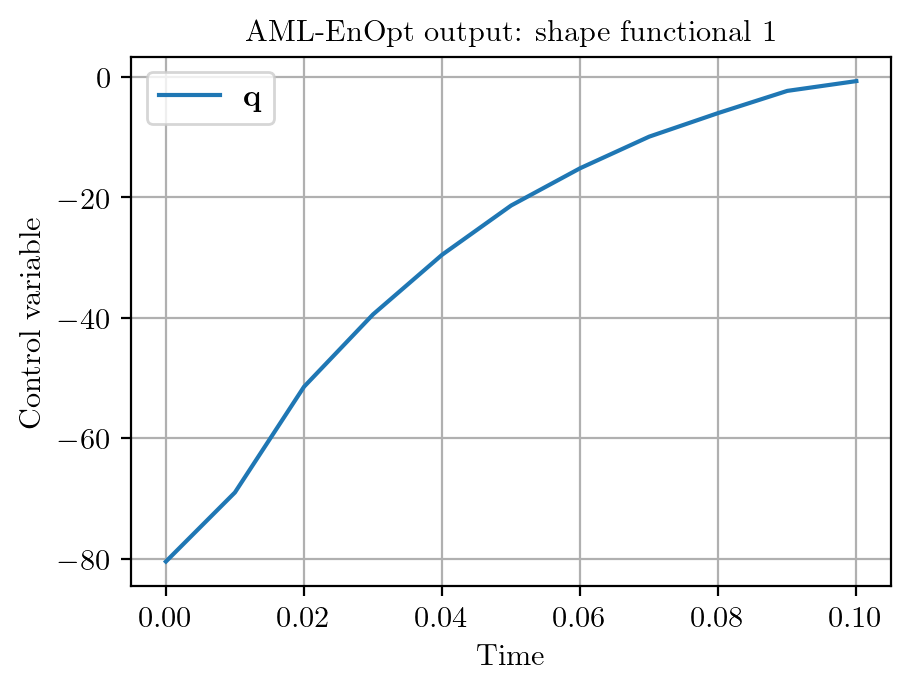 AML-EnOpt output: shape functional 1
q
0
−20
−40
−60
−80
Control variable
0.00 0.02 0.04 0.06 0.08 0.10
Time